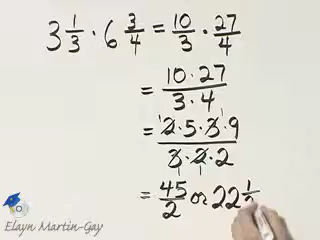 3 1/3 · 6 3/4 = 10/3 · 27/4
= 10 · 27 / 3 · 4
= 2 · 5 · 3 · 9 / 3 · 2 · 2
= 45/2 or 22 1/2
Elayn Martin-Gay